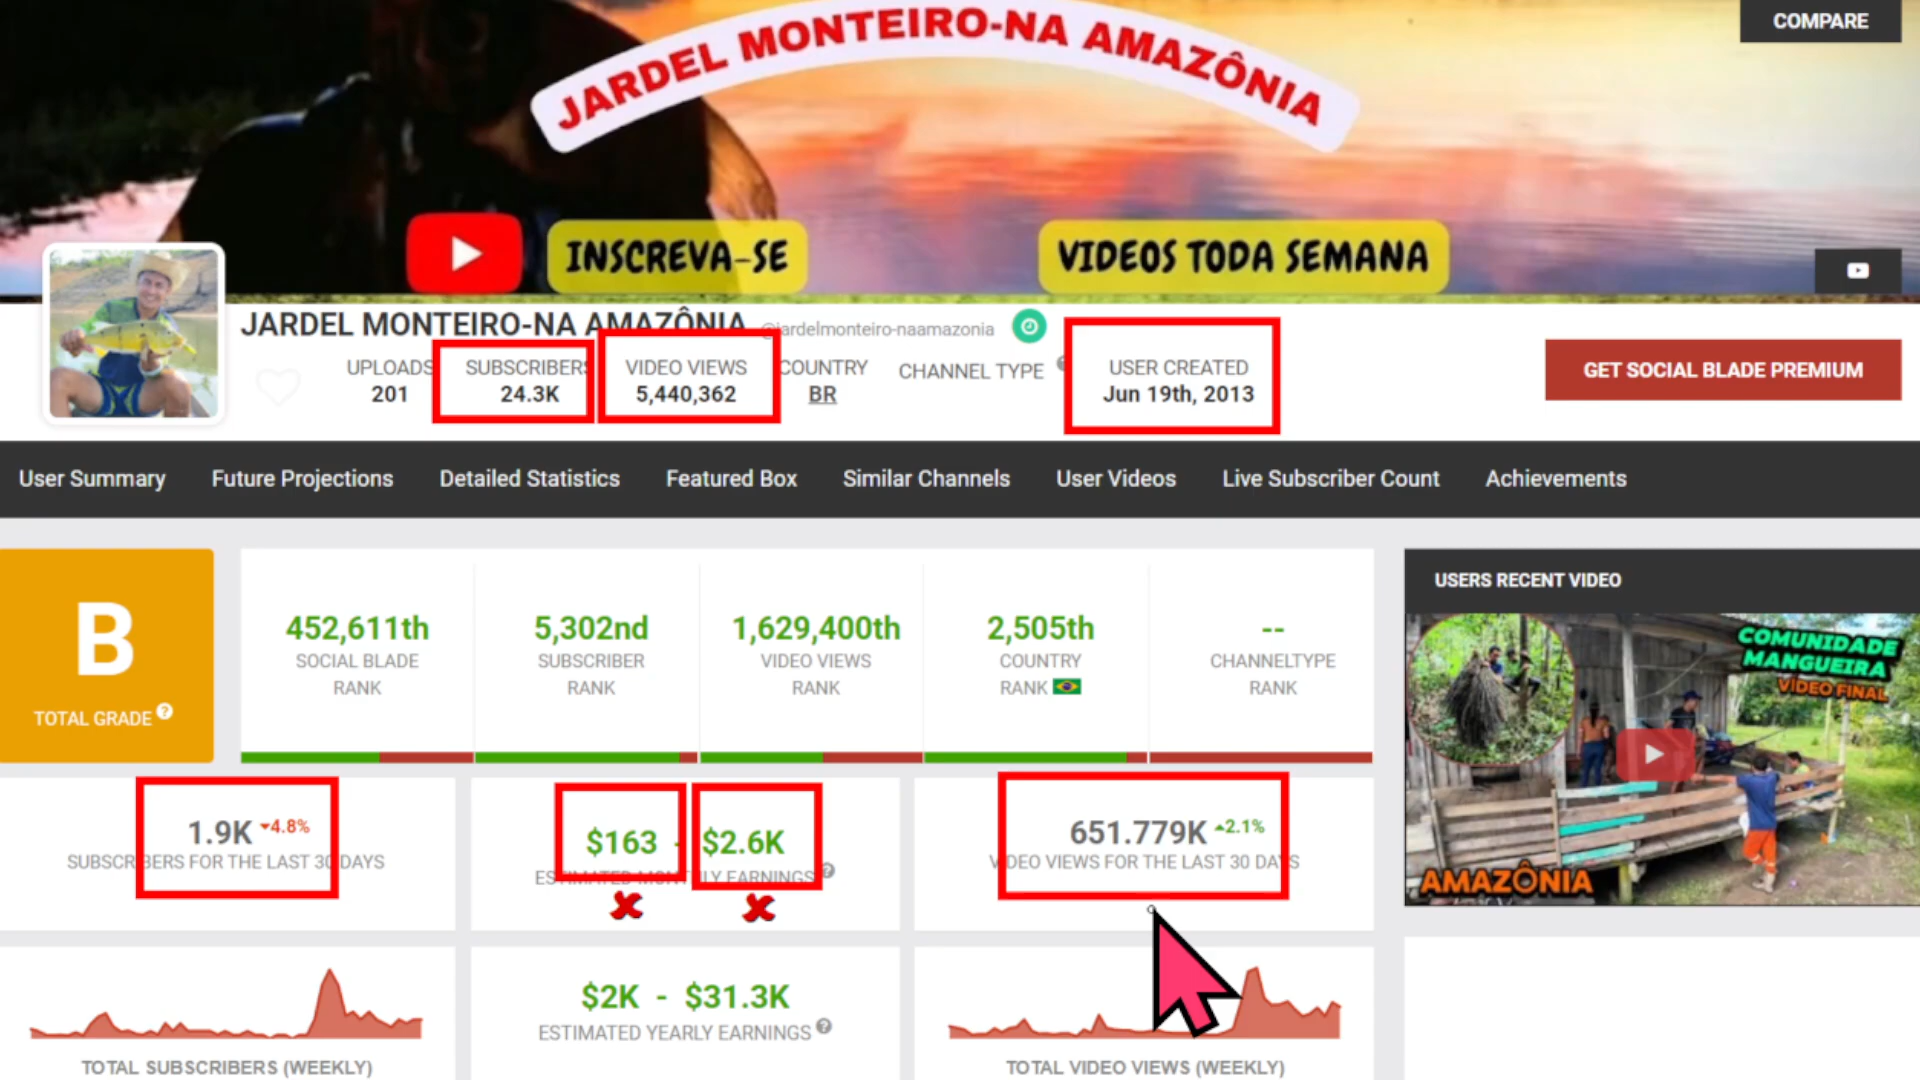 COMPARE
JARDEL MONTEIRO-NA AMAZÔNIA
INSCREVA-SE
VIDEOS TODA SEMANA
JARDEL MONTEIRO-NA AMAZÔNIA @jardelmonteiro-naamazonia
UPLOADS
201
SUBSCRIBERS
24.3K
VIDEO VIEWS
5,440,362
COUNTRY
BR
CHANNEL TYPE
USER CREATED
Jun 19th, 2013
GET SOCIAL BLADE PREMIUM
User Summary Future Projections Detailed Statistics Featured Box Similar Channels User Videos Live Subscriber Count Achievements
B
TOTAL GRADE ?
452,611th
SOCIAL BLADE
RANK
5,302nd
SUBSCRIBER
RANK
1,629,400th
VIDEO VIEWS
RANK
2,505th
COUNTRY
RANK
--
CHANNELTYPE
RANK
USERS RECENT VIDEO
COMUNIDADE
MANGUEIRA
VÍDEO FINAL
AMAZÔNIA
1.9K 4.8%
SUBSCRIBERS FOR THE LAST 30 DAYS
$163 - $2.6K
ESTIMATED MONTHLY EARNINGS ?
651.779K 2.1%
VIDEO VIEWS FOR THE LAST 30 DAYS
TOTAL SUBSCRIBERS (WEEKLY)
$2K - $31.3K
ESTIMATED YEARLY EARNINGS ?
TOTAL VIDEO VIEWS (WEEKLY)